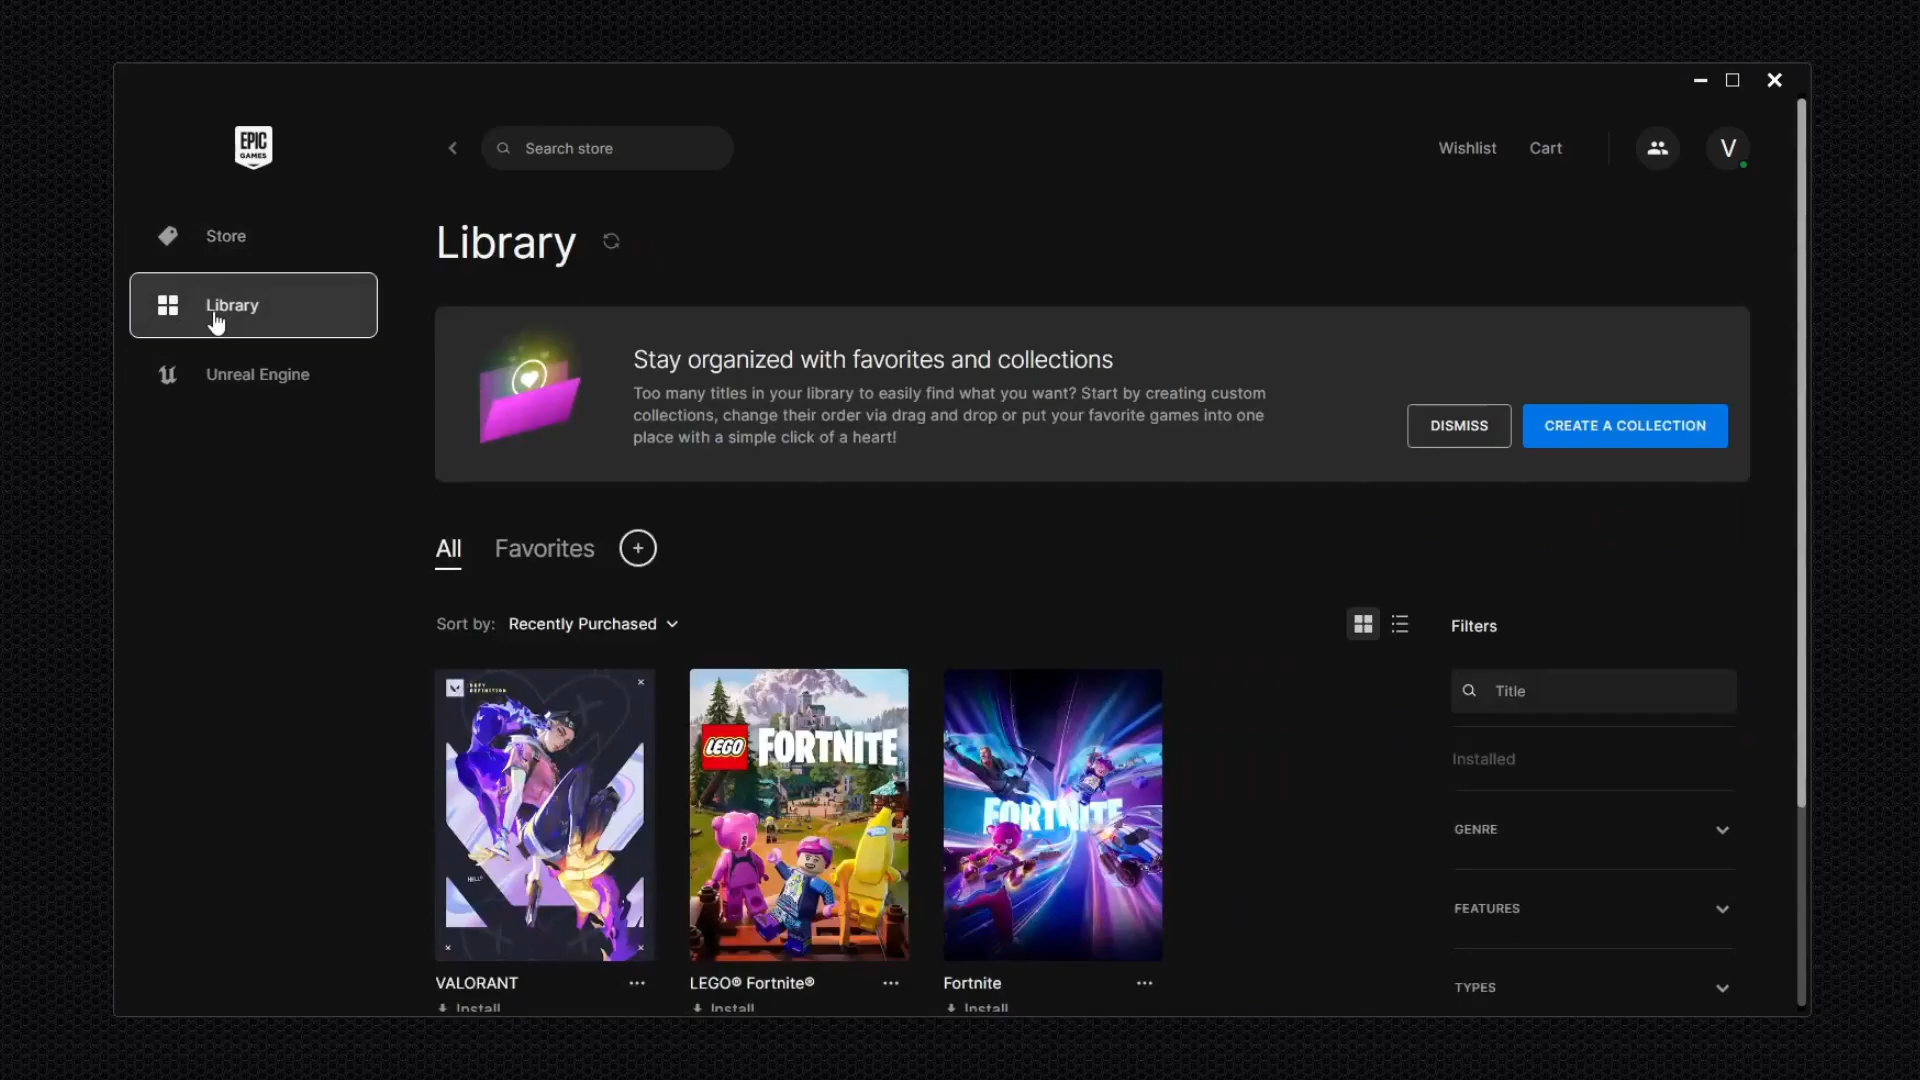 EPIC
GAMES
Search store
Wishlist
Cart
V
Store
Library
Unreal Engine
Library
Stay organized with favorites and collections
Too many titles in your library to easily find what you want? Start by creating custom
collections, change their order via drag and drop or put your favorite games into one
place with a simple click of a heart!
DISMISS
CREATE A COLLECTION
All
Favorites
Sort by: Recently Purchased
Filters
Title
Installed
GENRE
FEATURES
TYPES
DEFY
DEFINITION
HELL
LEGO FORTNITE
FORTNITE
VALORANT
Install
LEGO® Fortnite®
Install
Fortnite
Install